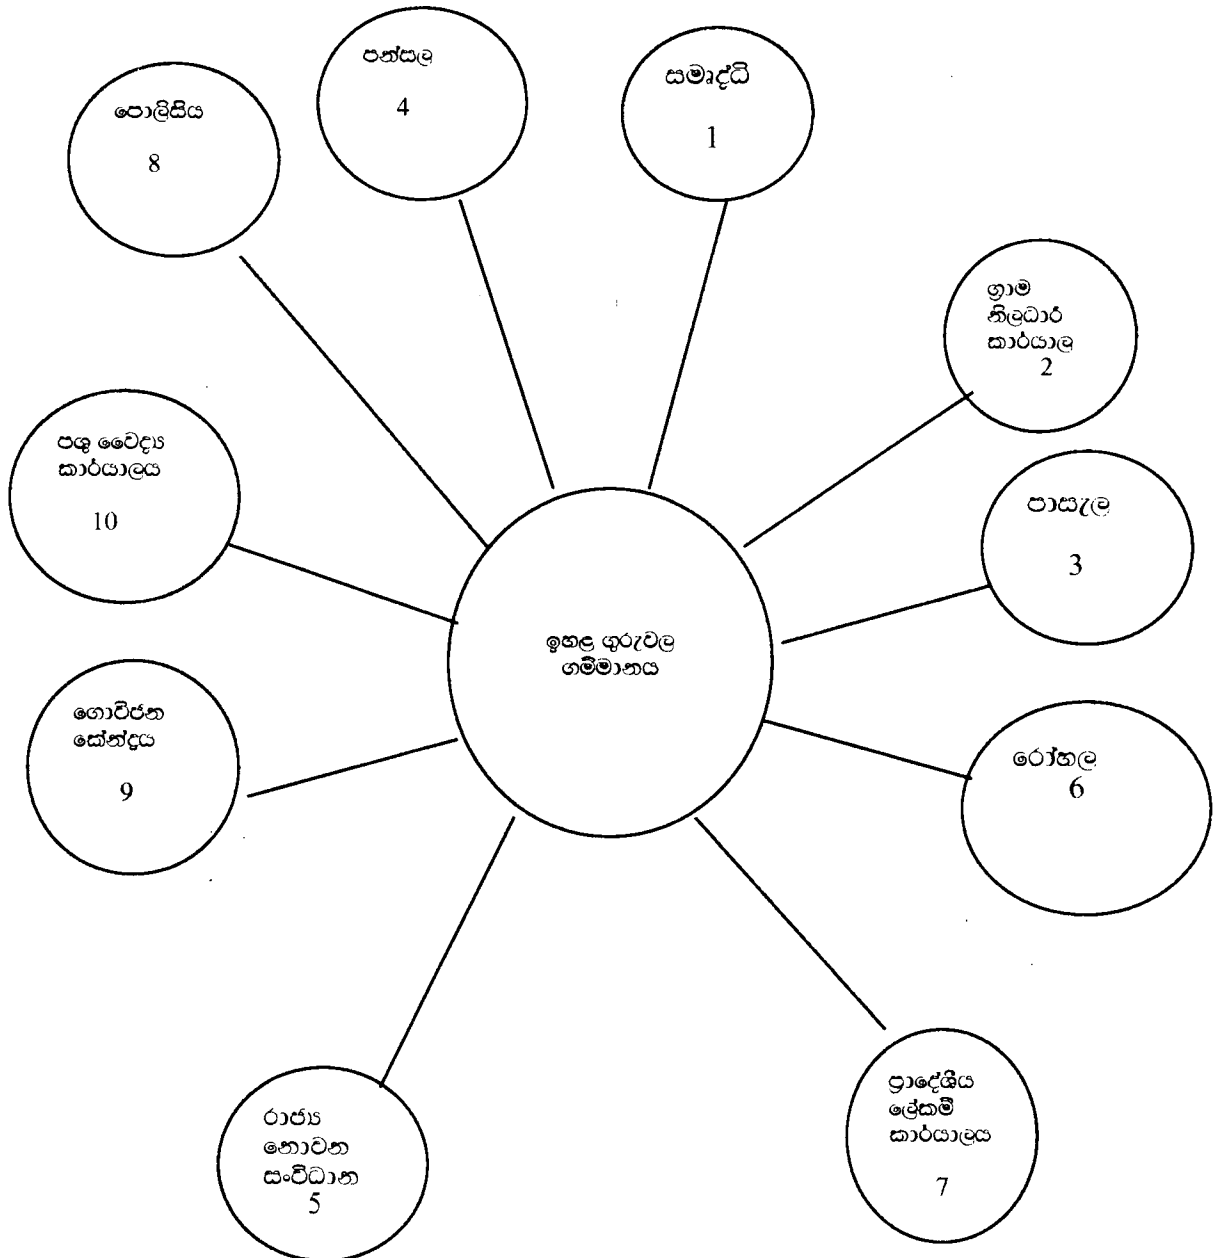 පන්සල
4
සමෘද්ධි
1
පොලිසිය
8
ග්‍රාම
නිලධාරී
කාර්යාල
2
පශු වෛද්‍ය
කාර්යාලය
10
පාසැල
3
ඉහළ ගුරුවල
ගම්මානය
ගොවිජන
කේන්ද්‍රය
9
රෝහල
6
රාජ්‍ය
නොවන
සංවිධාන
5
ප්‍රාදේශීය
ලේකම්
කාර්යාලය
7